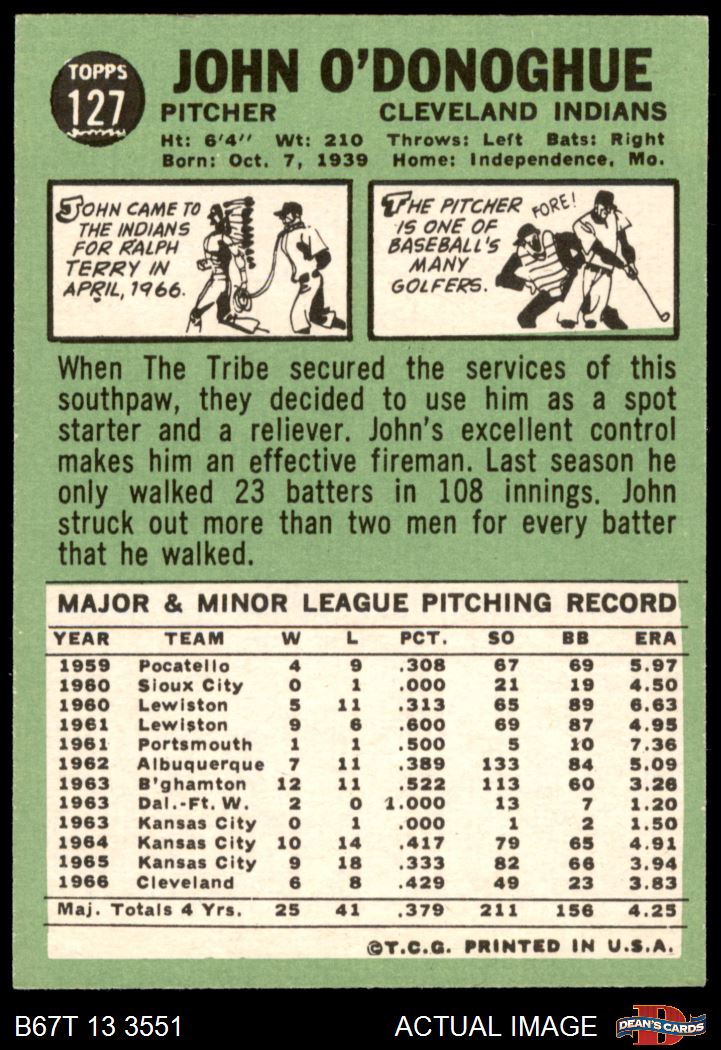 TOPPS
127
JOHN O'DONOGHUE
PITCHER CLEVELAND INDIANS
Ht: 6'4'' Wt: 210 Throws: Left Bats: Right
Born: Oct. 7, 1939 Home: Independence, Mo.
JOHN CAME TO
THE INDIANS
FOR RALPH
TERRY IN
APRIL, 1966.
THE PITCHER
IS ONE OF
BASEBALL'S
MANY
GOLFERS.
FORE!
When The Tribe secured the services of this
southpaw, they decided to use him as a spot
starter and a reliever. John's excellent control
makes him an effective fireman. Last season he
only walked 23 batters in 108 innings. John
struck out more than two men for every batter
that he walked.
MAJOR & MINOR LEAGUE PITCHING RECORD
YEAR TEAM W L PCT. SO BB ERA
1959 Pocatello 4 9 .308 67 69 5.97
1960 Sioux City 0 1 .000 21 19 4.50
1960 Lewiston 5 11 .313 65 89 6.63
1961 Lewiston 9 6 .600 69 87 4.95
1961 Portsmouth 1 1 .500 5 10 7.36
1962 Albuquerque 7 11 .389 133 84 5.09
1963 B'ghamton 12 11 .522 113 60 3.26
1963 Dal.-Ft. W. 2 0 1.000 13 7 1.20
1963 Kansas City 0 1 .000 1 2 1.50
1964 Kansas City 10 14 .417 79 65 4.91
1965 Kansas City 9 18 .333 82 66 3.94
1966 Cleveland 6 8 .429 49 23 3.83
Maj. Totals 4 Yrs. 25 41 .379 211 156 4.25
©T.C.G. PRINTED IN U.S.A.
B67T 13 3551 ACTUAL IMAGE
D
DEAN'S CARDS